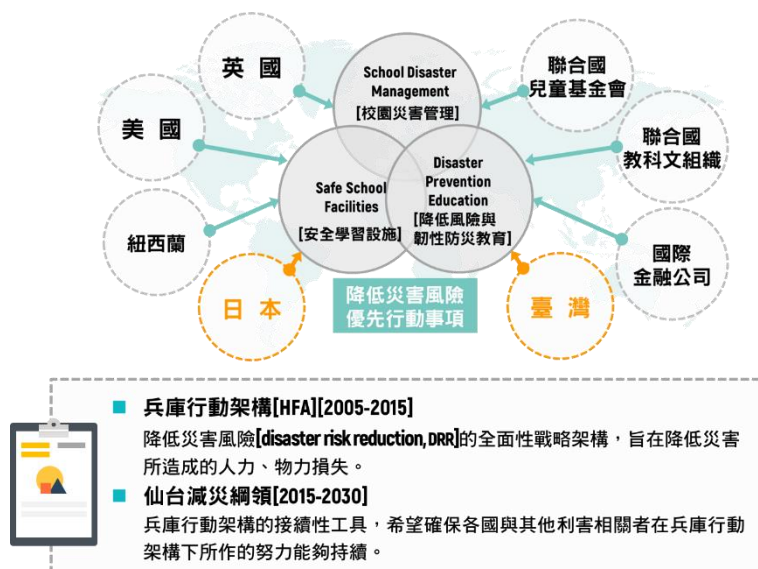 英 國
美 國
紐西蘭
日 本
School Disaster
Management
[校園災害管理]
Safe School
Facilities
[安全學習設施]
Disaster
Prevention
Education
[降低風險與
韌性防災教育]
聯合國
兒童基金會
聯合國
教科文組織
國際
金融公司
臺 灣
降低災害風險
優先行動事項
■ 兵庫行動架構[HFA][2005-2015]
降低災害風險[disaster risk reduction, DRR]的全面性戰略架構，旨在降低災害
所造成的人力、物力損失。
■ 仙台減災綱領[2015-2030]
兵庫行動架構的接續性工具，希望確保各國與其他利害相關者在兵庫行動
架構下所作的努力能夠持續。